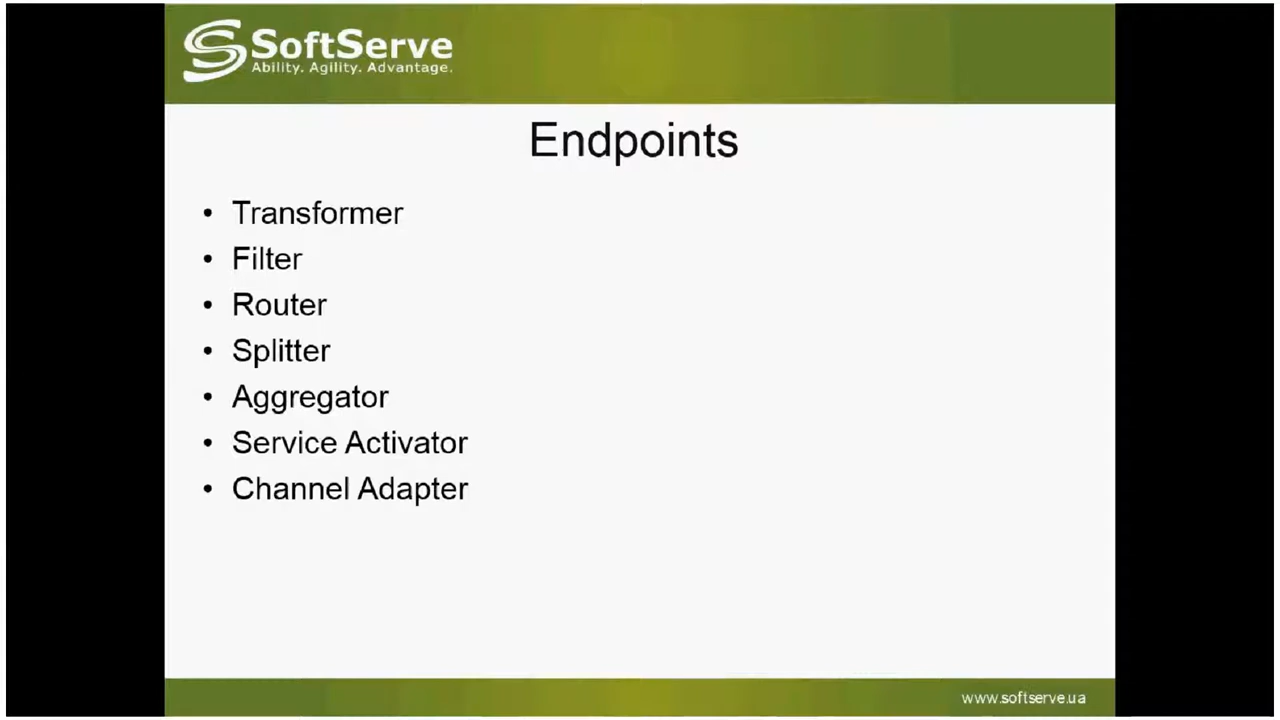 SoftServe
Ability. Agility. Advantage.
Endpoints
• Transformer
• Filter
• Router
• Splitter
• Aggregator
• Service Activator
• Channel Adapter
www.softserve.ua